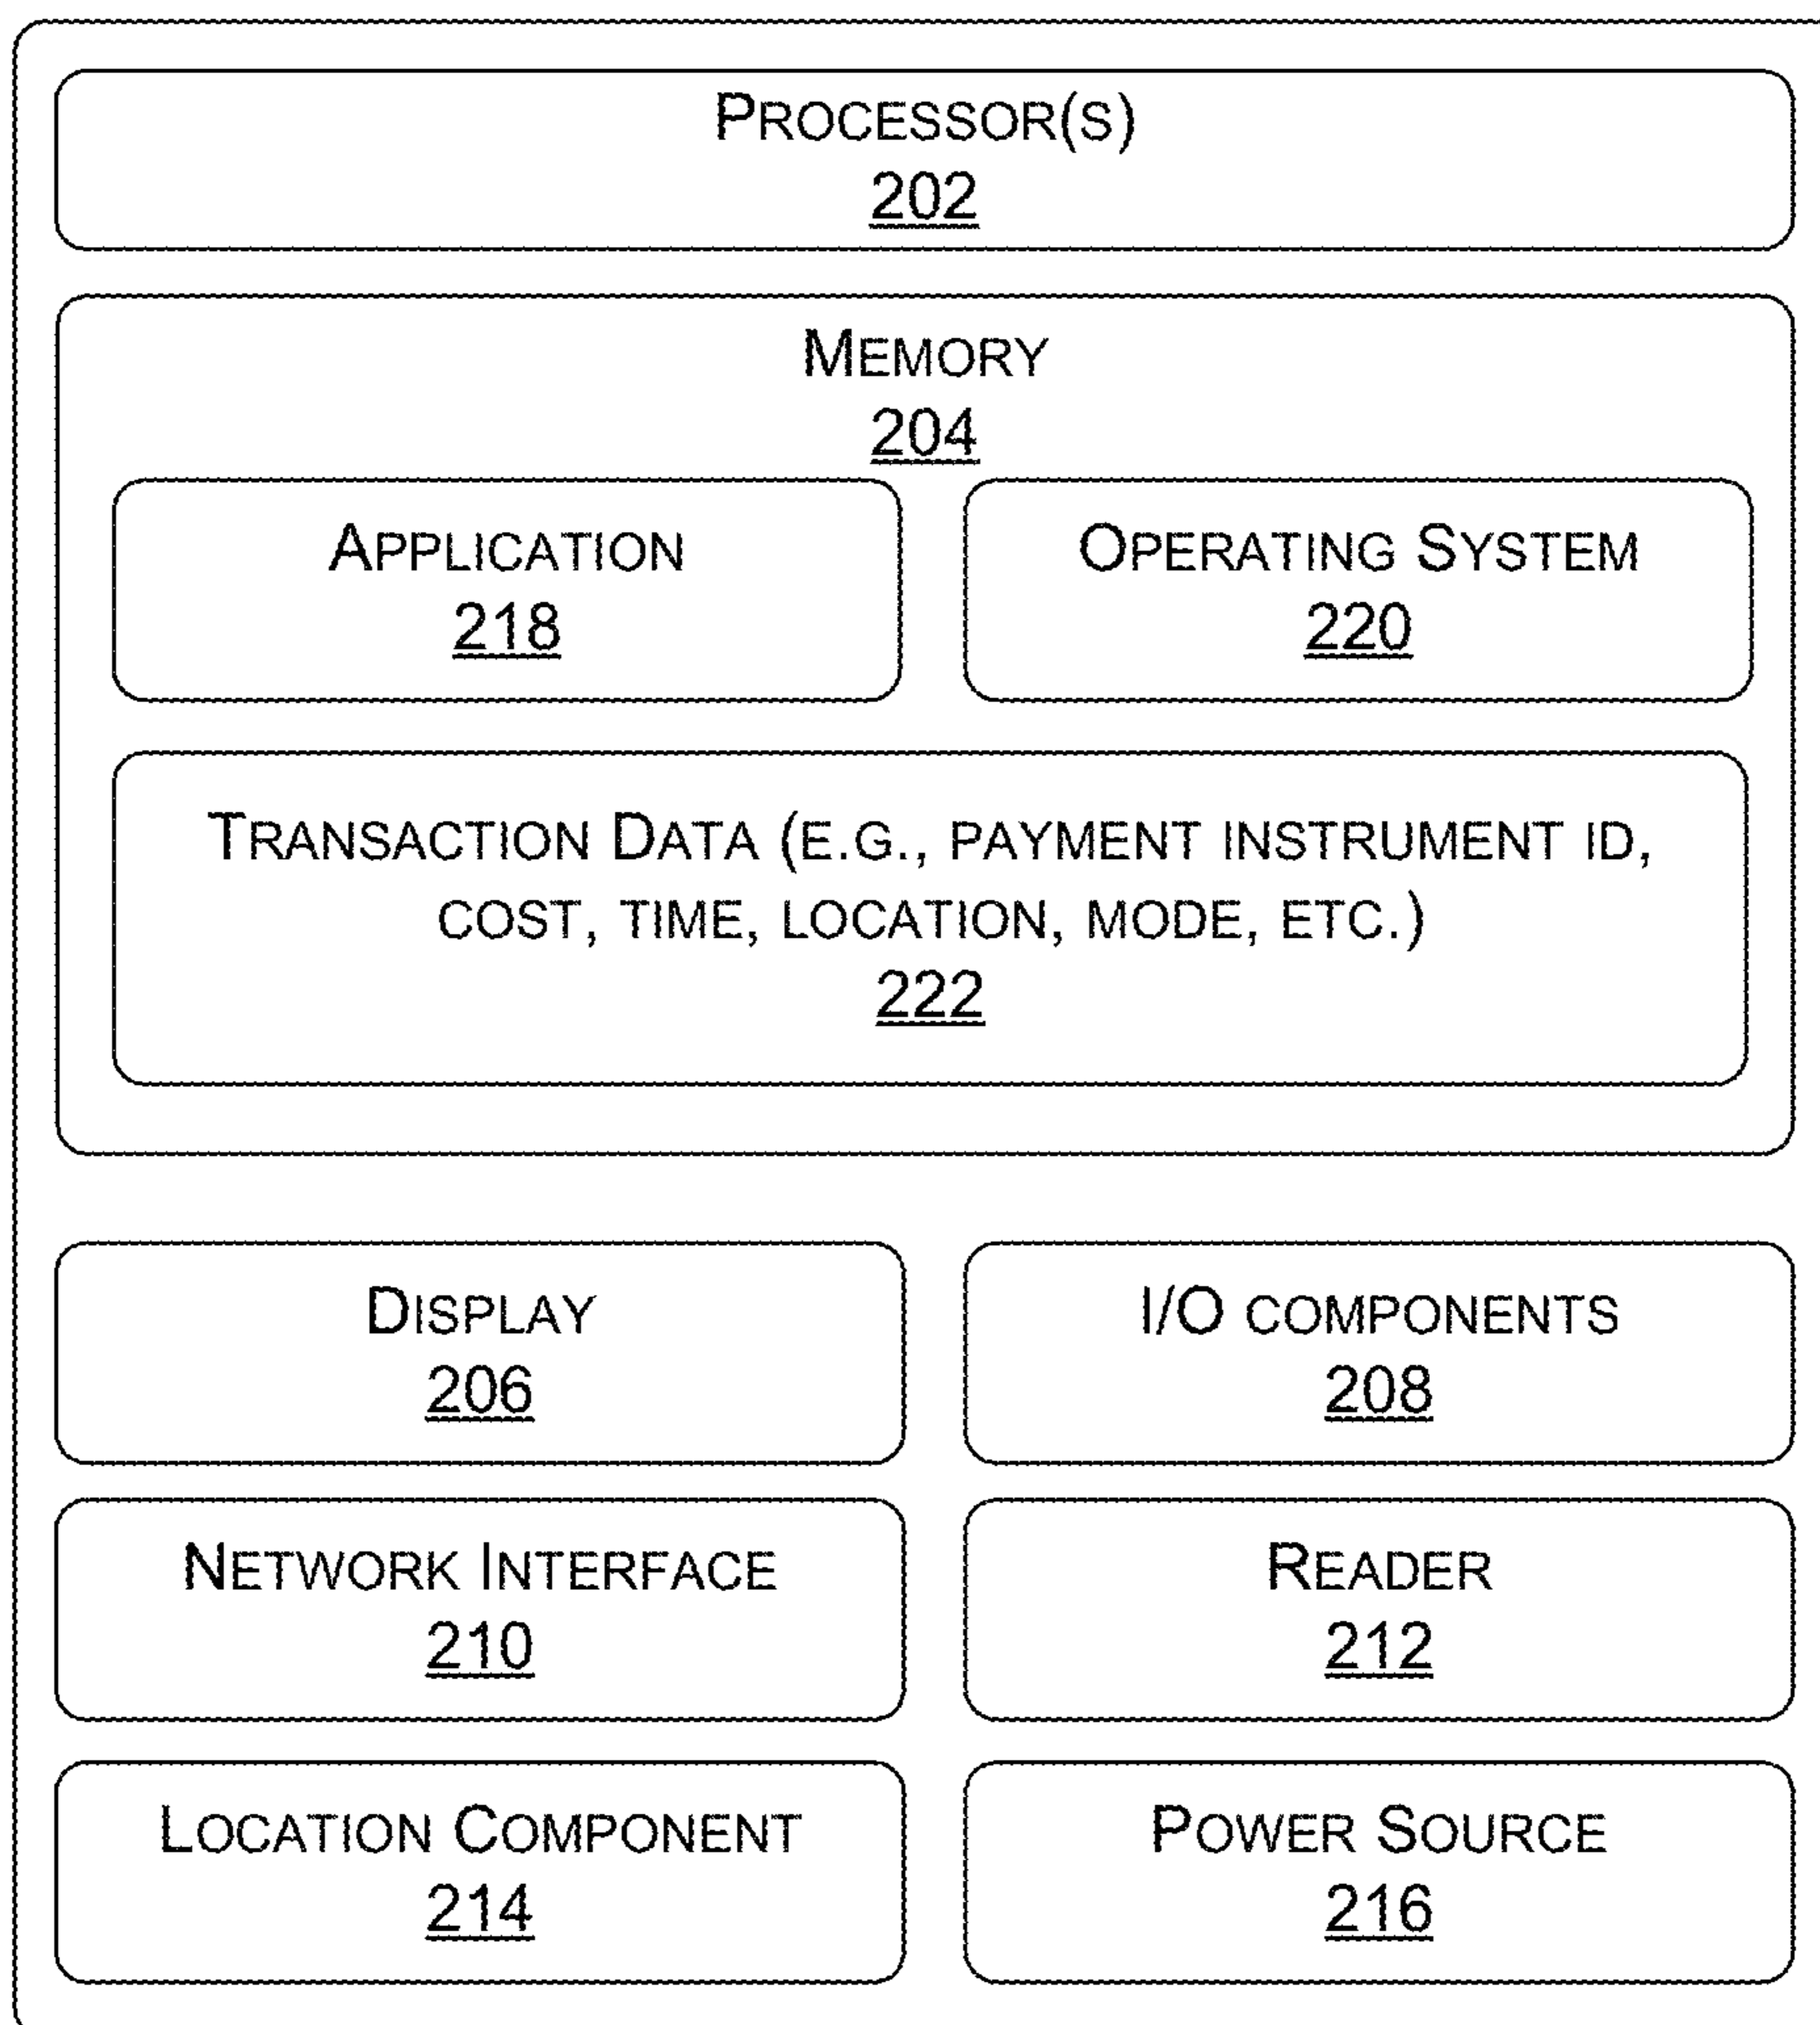 PROCESSOR(S)
202
MEMORY
204
APPLICATION
218
OPERATING SYSTEM
220
TRANSACTION DATA (E.G., PAYMENT INSTRUMENT ID,
COST, TIME, LOCATION, MODE, ETC.)
222
DISPLAY
206
I/O COMPONENTS
208
NETWORK INTERFACE
210
READER
212
LOCATION COMPONENT
214
POWER SOURCE
216